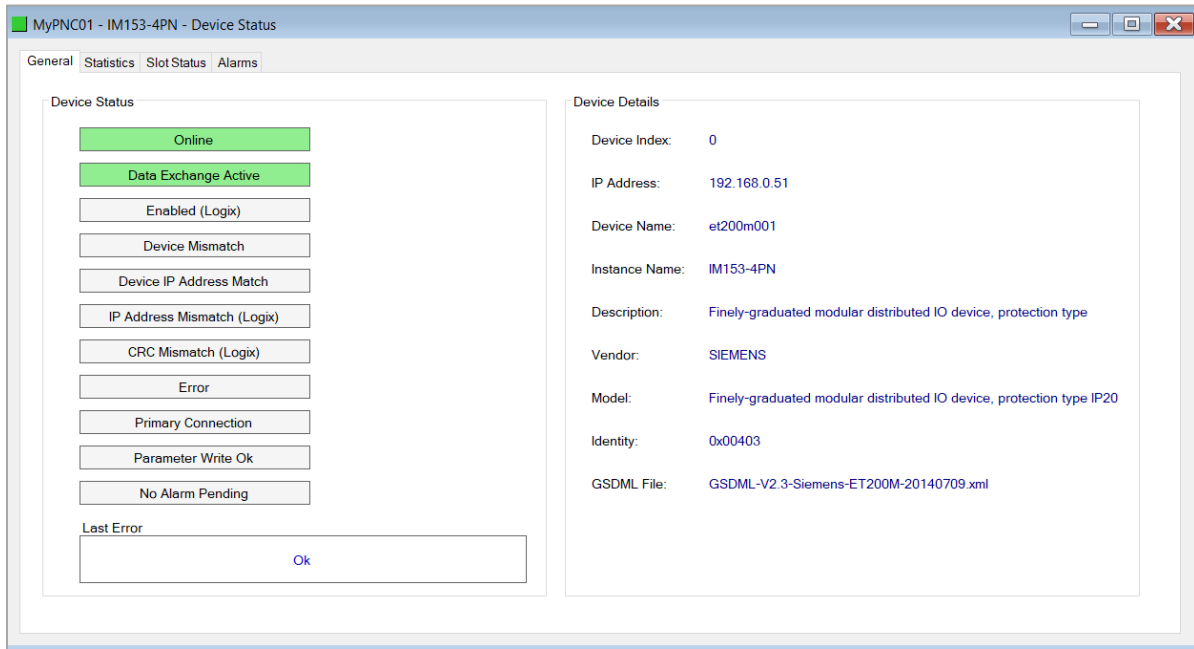 MyPNC01 - IM153-4PN - Device Status
General Statistics Slot Status Alarms
Device Status
Online
Data Exchange Active
Enabled (Logix)
Device Mismatch
Device IP Address Match
IP Address Mismatch (Logix)
CRC Mismatch (Logix)
Error
Primary Connection
Parameter Write Ok
No Alarm Pending
Last Error
Ok
Device Details
Device Index: 0
IP Address: 192.168.0.51
Device Name: et200m001
Instance Name: IM153-4PN
Description: Finely-graduated modular distributed IO device, protection type
Vendor: SIEMENS
Model: Finely-graduated modular distributed IO device, protection type IP20
Identity: 0x00403
GSDML File: GSDML-V2.3-Siemens-ET200M-20140709.xml